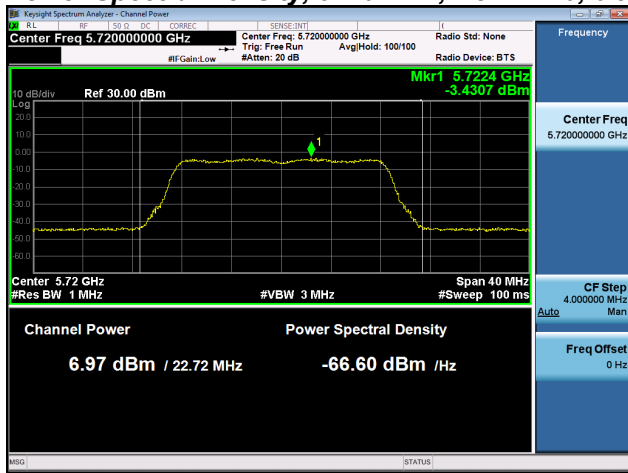 Keysight Spectrum Analyzer - Channel Power
RL RF 50 Ω DC CORREC SENSE:INT
Center Freq 5.720000000 GHz
#IFGain:Low
Center Freq: 5.720000000 GHz
Trig: Free Run Avg|Hold: 100/100
#Atten: 20 dB
Radio Std: None
Radio Device: BTS
Frequency
Mkr1 5.7224 GHz
-3.4307 dBm
10 dB/div Ref 30.00 dBm
Log
20.0
10.0
0.00
-10.0
-20.0
-30.0
-40.0
-50.0
-60.0
1
Center 5.72 GHz Span 40 MHz
#Res BW 1 MHz #VBW 3 MHz #Sweep 100 ms
Channel Power Power Spectral Density
6.97 dBm / 22.72 MHz -66.60 dBm /Hz
Center Freq
5.720000000 GHz
CF Step
4.000000 MHz
Auto Man
Freq Offset
0 Hz
MSG STATUS